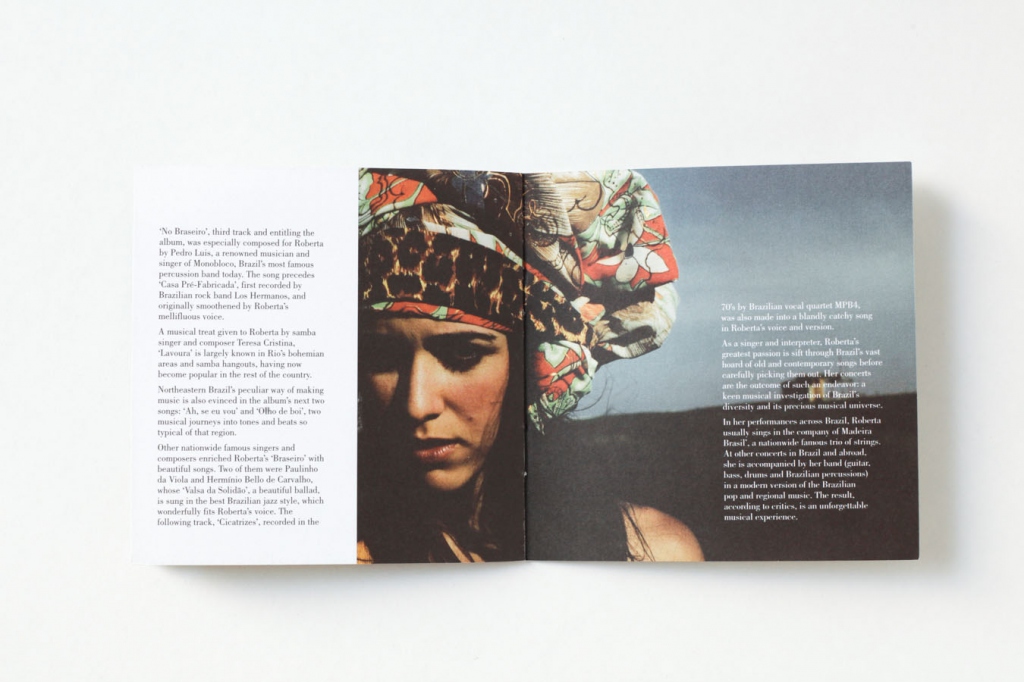 ‘No Braseiro’, third track and entitling the
album, was especially composed for Roberta
by Pedro Luis, a renowned musician and
singer of Monobloco, Brazil’s most famous
percussion band today. The song precedes
‘Casa Pré-Fabricada’, first recorded by
Brazilian rock band Los Hermanos, and
originally smoothened by Roberta’s
mellifluous voice.
A musical treat given to Roberta by samba
singer and composer Teresa Cristina,
‘Lavoura’ is largely known in Rio’s bohemian
areas and samba hangouts, having now
become popular in the rest of the country.
Northeastern Brazil’s peculiar way of making
music is also evinced in the album’s next two
songs: ‘Ah, se eu vou’ and ‘Olho de boi’, two
musical journeys into tones and beats so
typical of that region.
Other nationwide famous singers and
composers enriched Roberta’s ‘Braseiro’ with
beautiful songs. Two of them were Paulinho
da Viola and Hermínio Bello de Carvalho,
whose ‘Valsa da Solidão’, a beautiful ballad,
is sung in the best Brazilian jazz style, which
wonderfully fits Roberta’s voice. The
following track, ‘Cicatrizes’, recorded in the
70’s by Brazilian vocal quartet MPB4,
was also made into a blandly catchy song
in Roberta’s voice and version.
As a singer and interpreter, Roberta’s
greatest passion is sift through Brazil’s vast
hoard of old and contemporary songs before
carefully picking them out. Her concerts
are the outcome of such an endeavor: a
keen musical investigation of Brazil’s
diversity and its precious musical universe.
In her performances across Brazil, Roberta
usually sings in the company of Madeira
Brasil’, a nationwide famous trio of strings.
At other concerts in Brazil and abroad,
she is accompanied by her band (guitar,
bass, drums and Brazilian percussions)
in a modern version of the Brazilian
pop and regional music. The result,
according to critics, is an unforgettable
musical experience.